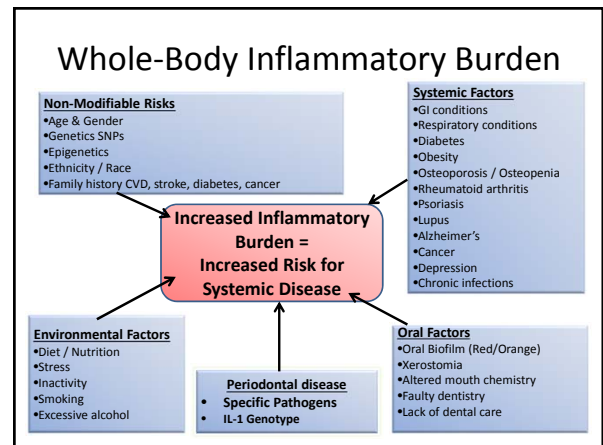 Whole-Body Inflammatory Burden
Non-Modifiable Risks
•Age & Gender
•Genetics SNPs
•Epigenetics
•Ethnicity / Race
•Family history CVD, stroke, diabetes, cancer
Systemic Factors
•GI conditions
•Respiratory conditions
•Diabetes
•Obesity
•Osteoporosis / Osteopenia
•Rheumatoid arthritis
•Psoriasis
•Lupus
•Alzheimer's
•Cancer
•Depression
•Chronic infections
Increased Inflammatory
Burden =
Increased Risk for
Systemic Disease
Environmental Factors
•Diet / Nutrition
•Stress
•Inactivity
•Smoking
•Excessive alcohol
Periodontal disease
• Specific Pathogens
• IL-1 Genotype
Oral Factors
•Oral Biofilm (Red/Orange)
•Xerostomia
•Altered mouth chemistry
•Faulty dentistry
•Lack of dental care